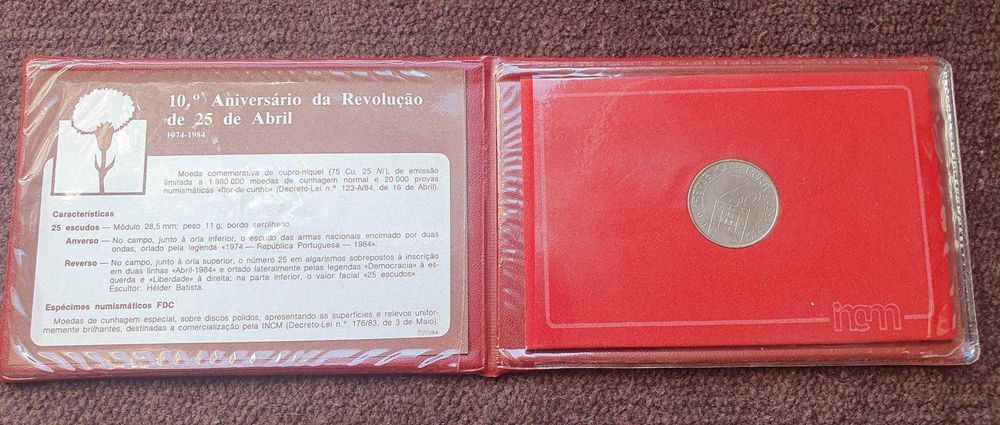 10.º Aniversário da Revolução
de 25 de Abril
1974-1984
Moeda comemorativa de cupro-níquel (75 Cu, 25 Ni), de emissão
limitada a 1 980 000 moedas de cunhagem normal e 20 000 provas
numismáticas «flor-de-cunho» (Decreto-Lei n.º 123-A/84, de 16 de Abril).
Características
25 escudos — Módulo 28,5 mm; peso 11 g; bordo serrilhado.
Anverso — No campo, junto à orla inferior, o escudo das armas nacionais encimado por duas
ondas, orlado pela legenda «1974 — República Portuguesa — 1984».
Reverso — No campo, junto à orla superior, o número 25 em algarismos sobrepostos à inscrição
em duas linhas «Abril-1984» e orlado lateralmente pelas legendas «Democracia» à es-
querda e «Liberdade» à direita; na parte inferior, o valor facial «25 escudos».
Escultor: Hélder Batista.
Espécimes numismáticos FDC
Moedas de cunhagem especial, sobre discos polidos, apresentando as superfícies e relevos unifor-
memente brilhantes, destinadas a comercialização pela INCM (Decreto-Lei n.º 176/83, de 3 de Maio).
incm